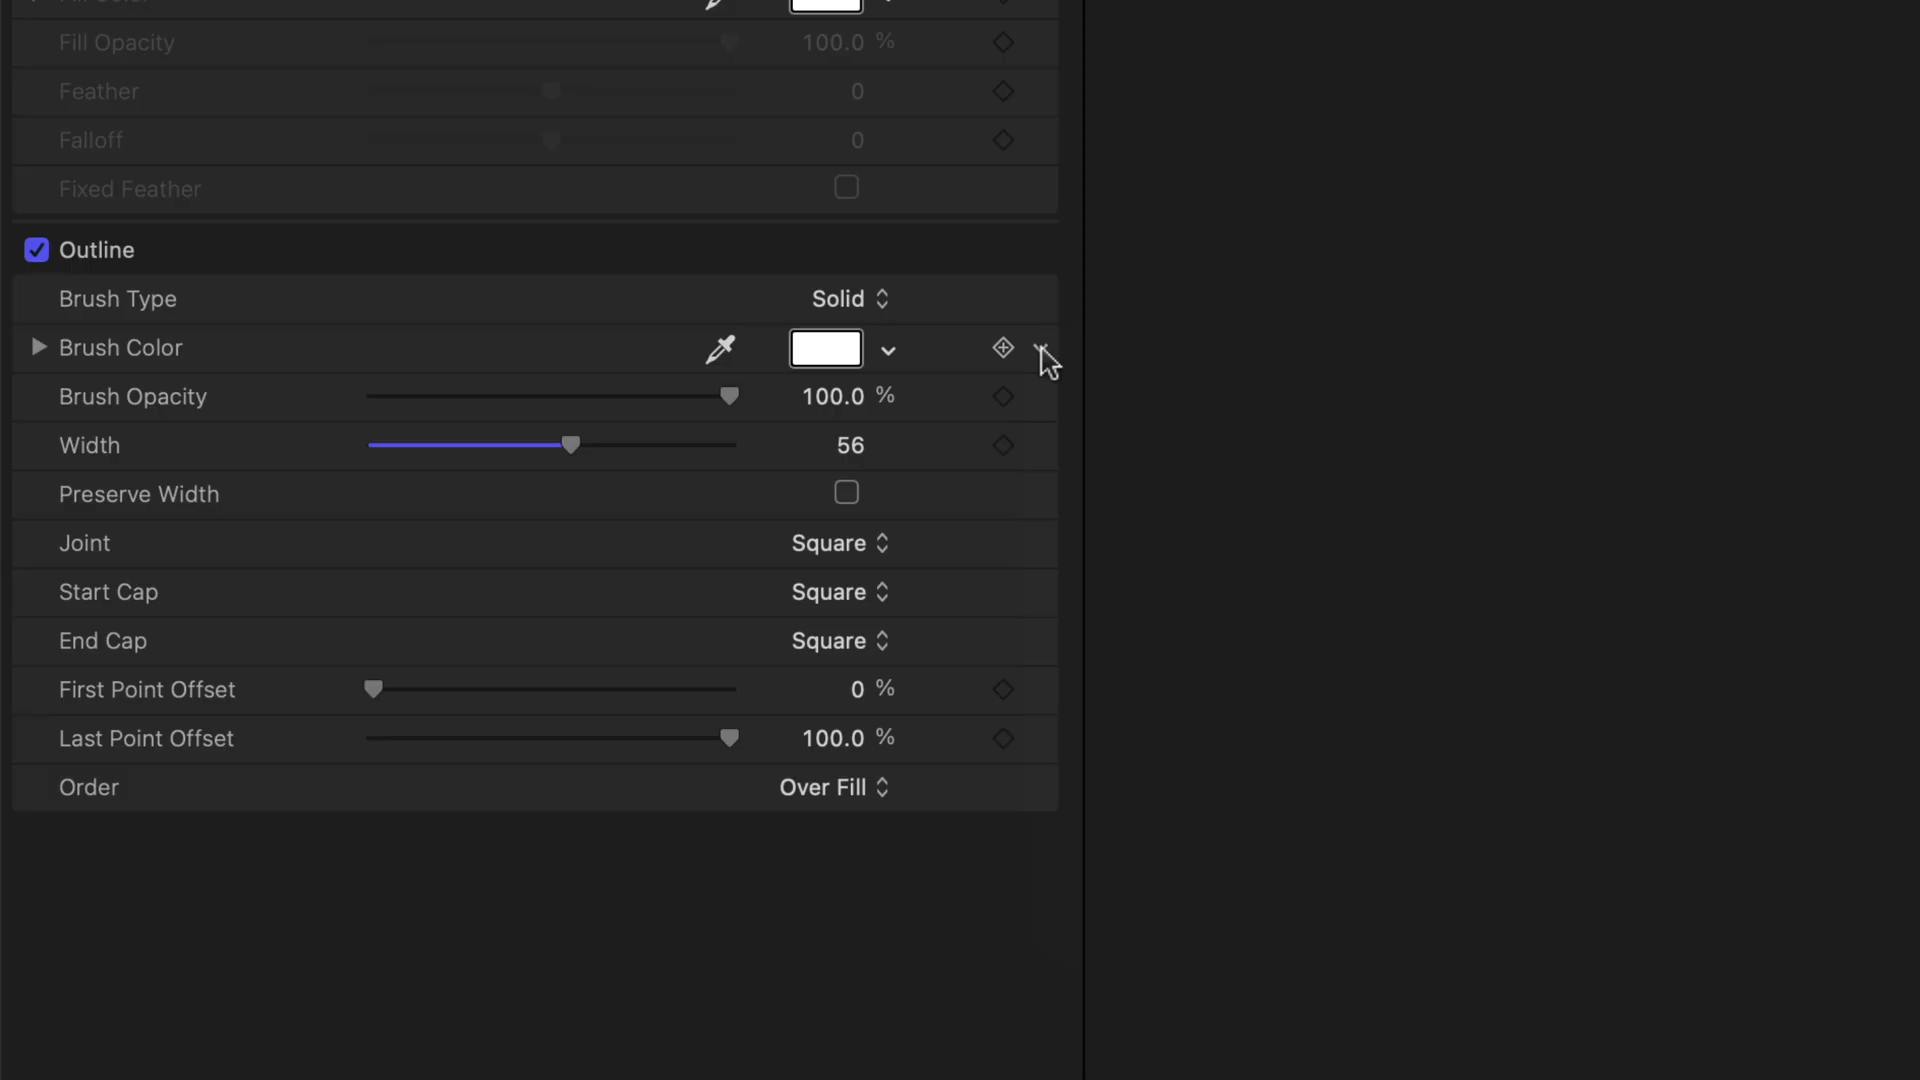 Fill Color
Fill Opacity 100.0 %
Feather 0
Falloff 0
Fixed Feather
Outline
Brush Type Solid
Brush Color
Brush Opacity 100.0 %
Width 56
Preserve Width
Joint Square
Start Cap Square
End Cap Square
First Point Offset 0 %
Last Point Offset 100.0 %
Order Over Fill